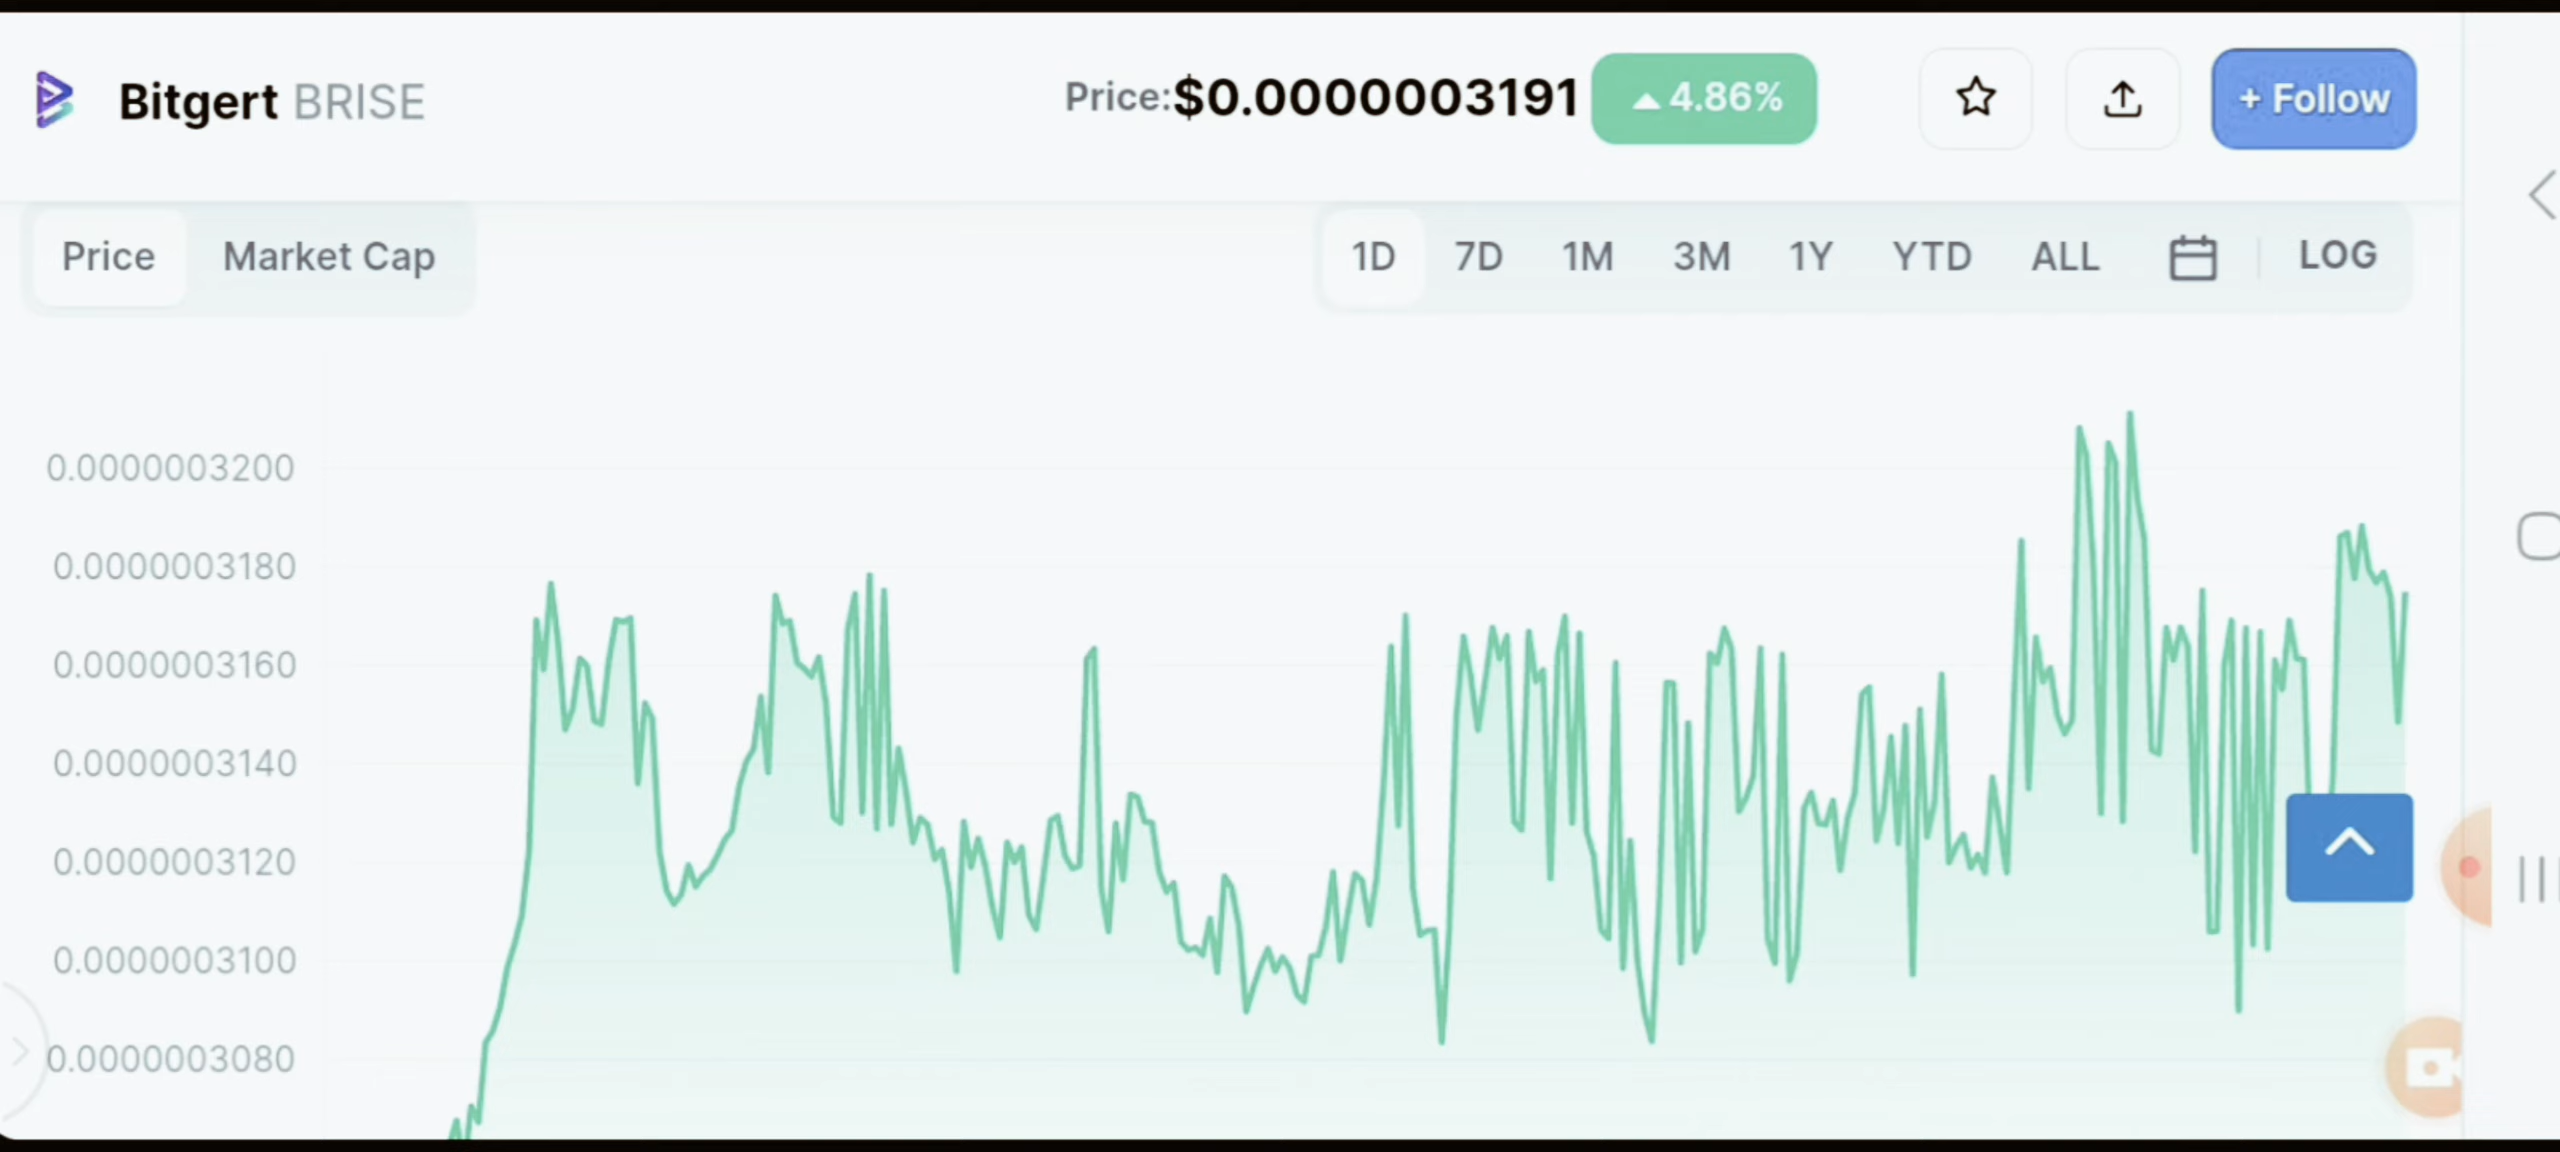 Bitgert BRISE
Price:$0.0000003191 ▲ 4.86%
+ Follow
Price Market Cap
1D 7D 1M 3M 1Y YTD ALL LOG
0.0000003200
0.0000003180
0.0000003160
0.0000003140
0.0000003120
0.0000003100
0.0000003080